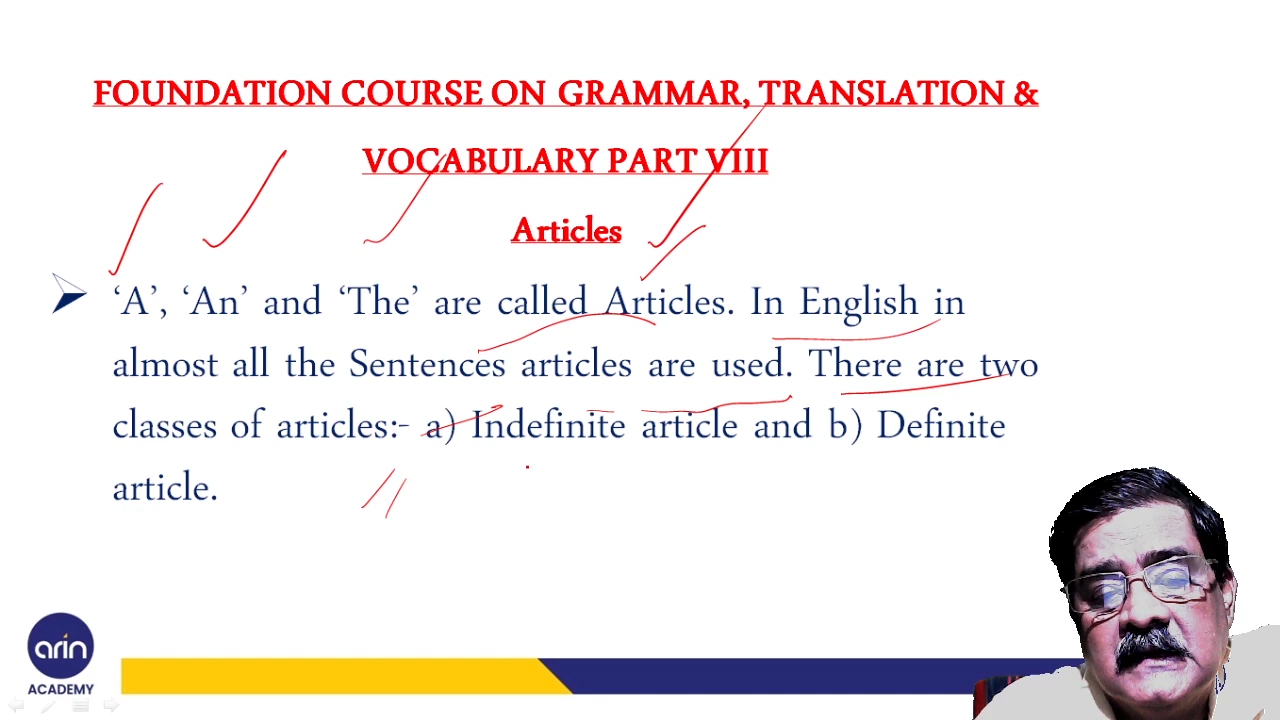 FOUNDATION COURSE ON GRAMMAR, TRANSLATION &
VOCABULARY PART VIII
Articles
‘A’, ‘An’ and ‘The’ are called Articles. In English in
almost all the Sentences articles are used. There are two
classes of articles:- a) Indefinite article and b) Definite
article.
arin
ACADEMY